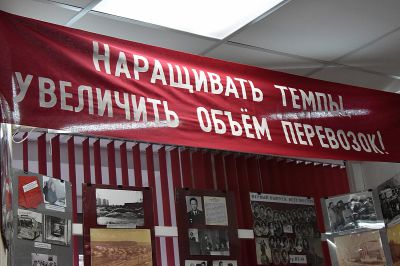 НАРАЩИВАТЬ ТЕМПЫ
УВЕЛИЧИТЬ ОБЪЁМ ПЕРЕВОЗОК!